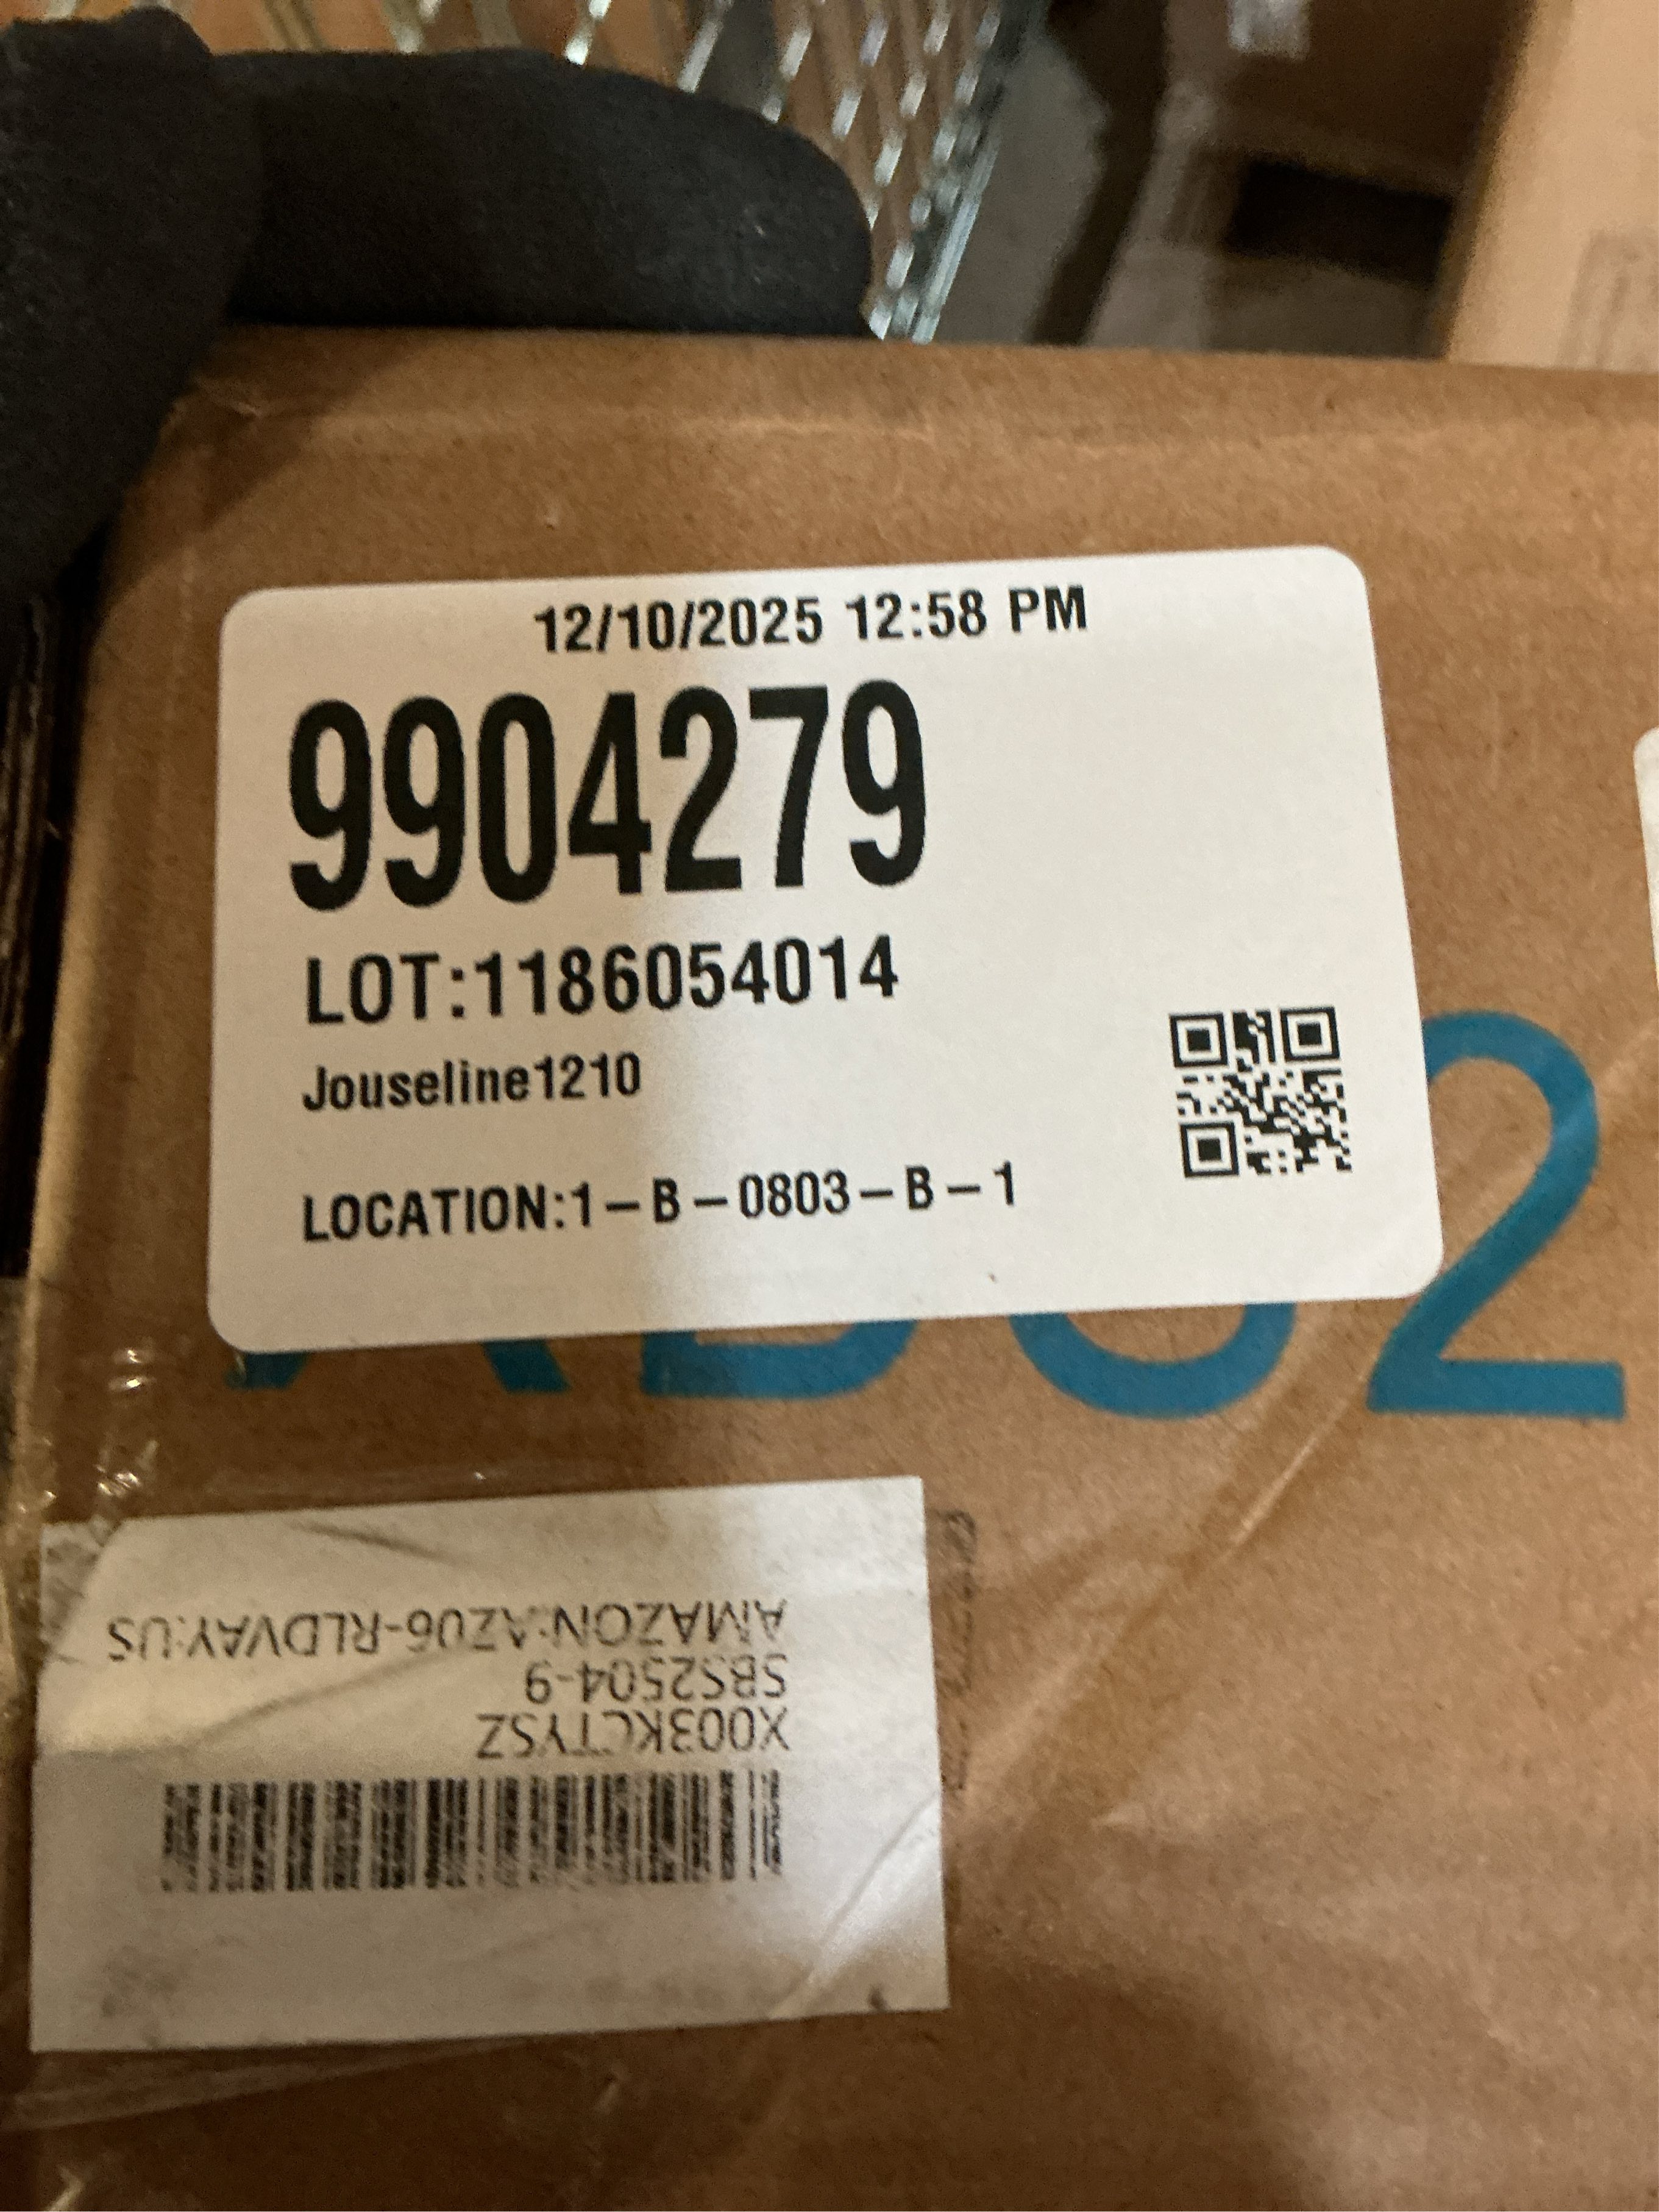 12/10/2025 12:58 PM
9904279
LOT:1186054014
Jouseline1210
LOCATION:1-B-0803-B-1
2
X003KCTYSZ
SBS2504-9
AMAZON:AZ06-RLDVAY:US